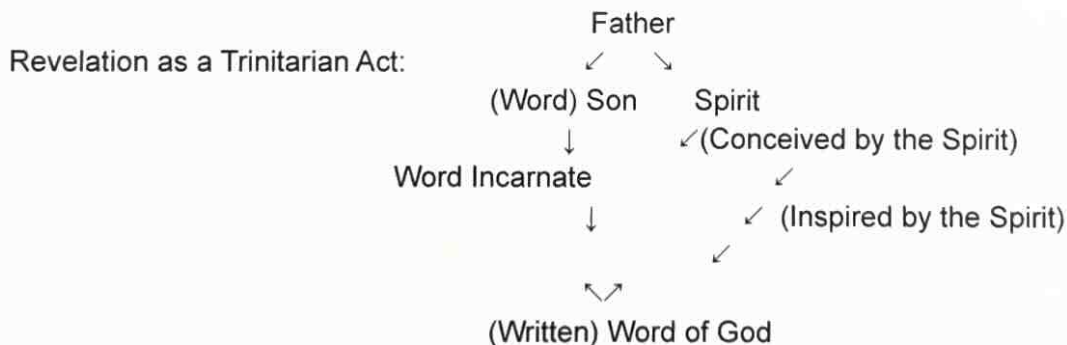 Father
Revelation as a Trinitarian Act: ↙ ↘
(Word) Son Spirit
↓ ↙(Conceived by the Spirit)
Word Incarnate ↙
↓ ↙ (Inspired by the Spirit)
↙
↖↗
(Written) Word of God